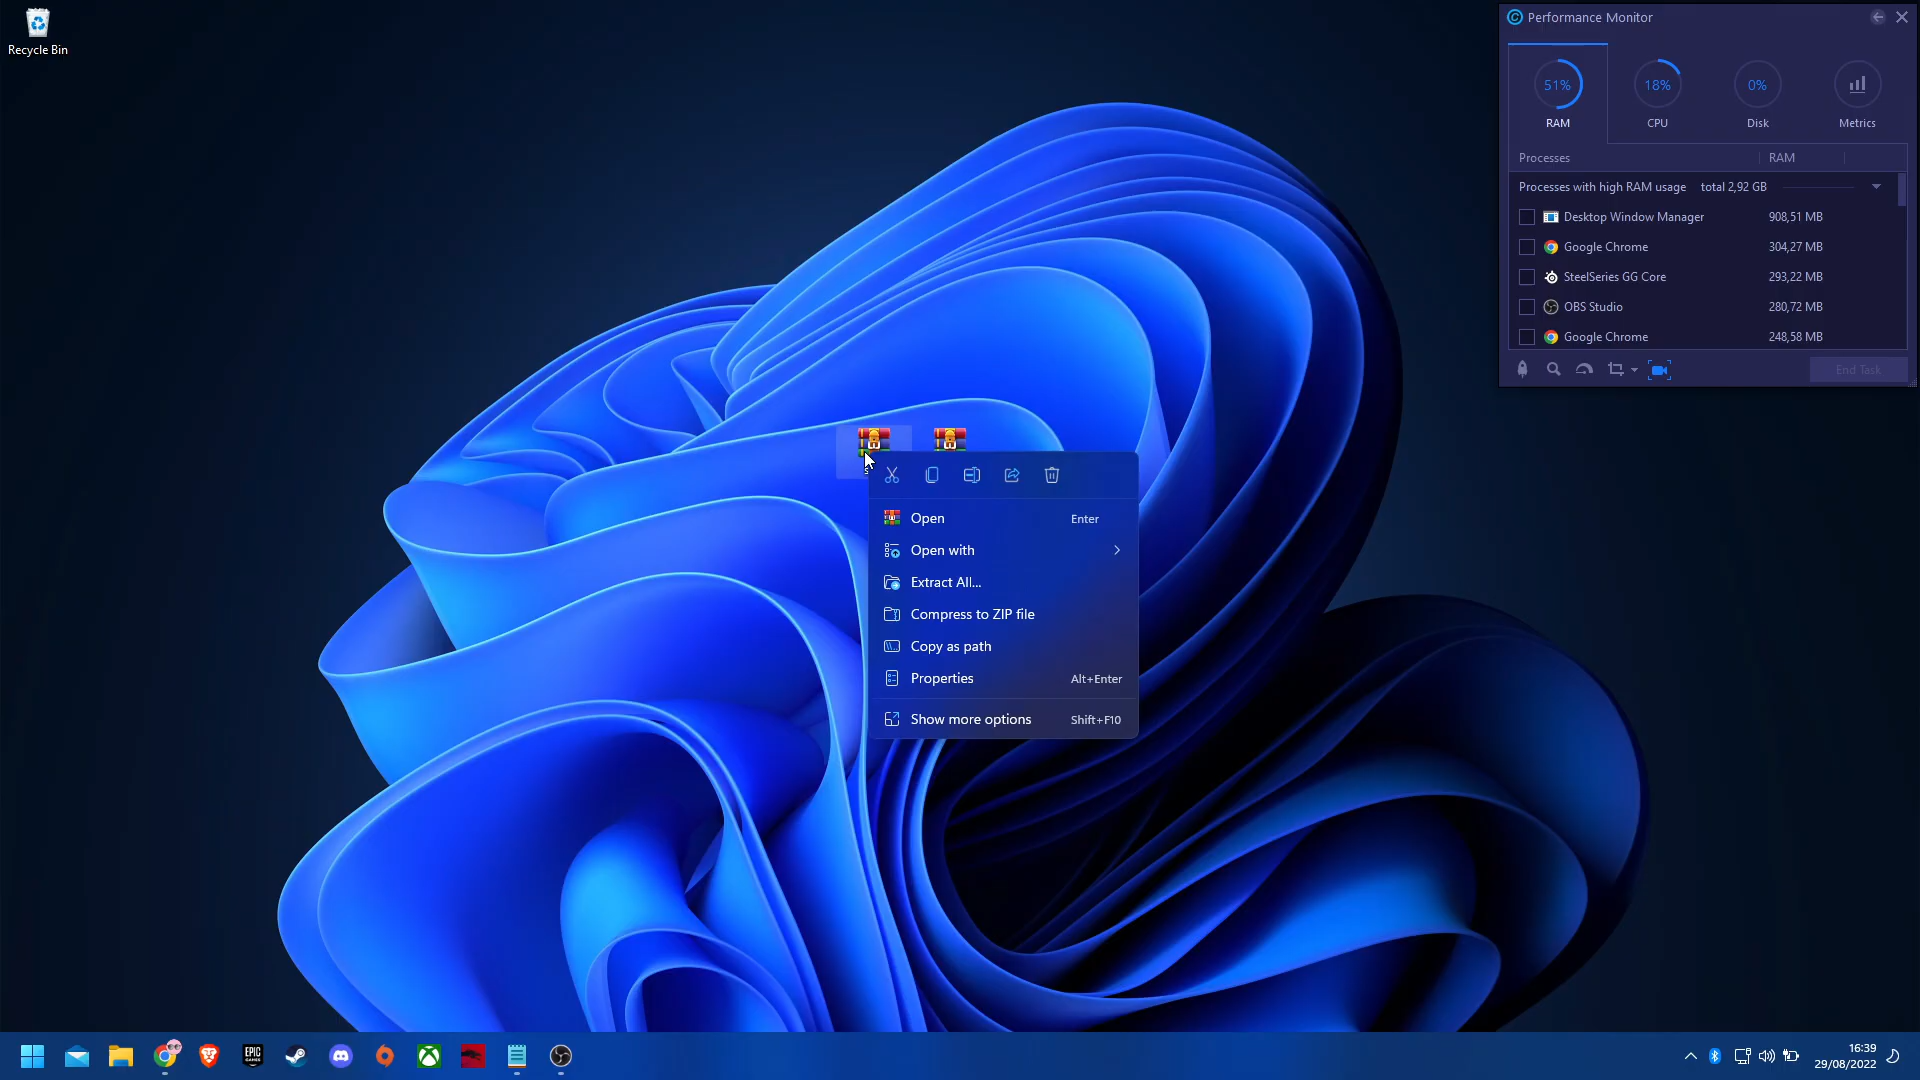 Recycle Bin
Performance Monitor
51%
18%
0%
RAM
CPU
Disk
Metrics
Processes
RAM
Processes with high RAM usage total 2,92 GB
Desktop Window Manager 908,51 MB
Google Chrome 304,27 MB
SteelSeries GG Core 293,22 MB
OBS Studio 280,72 MB
Google Chrome 248,58 MB
End Task
Open Enter
Open with
Extract All...
Compress to ZIP file
Copy as path
Properties Alt+Enter
Show more options Shift+F10
EPIC
GAMES
16:39
29/08/2022